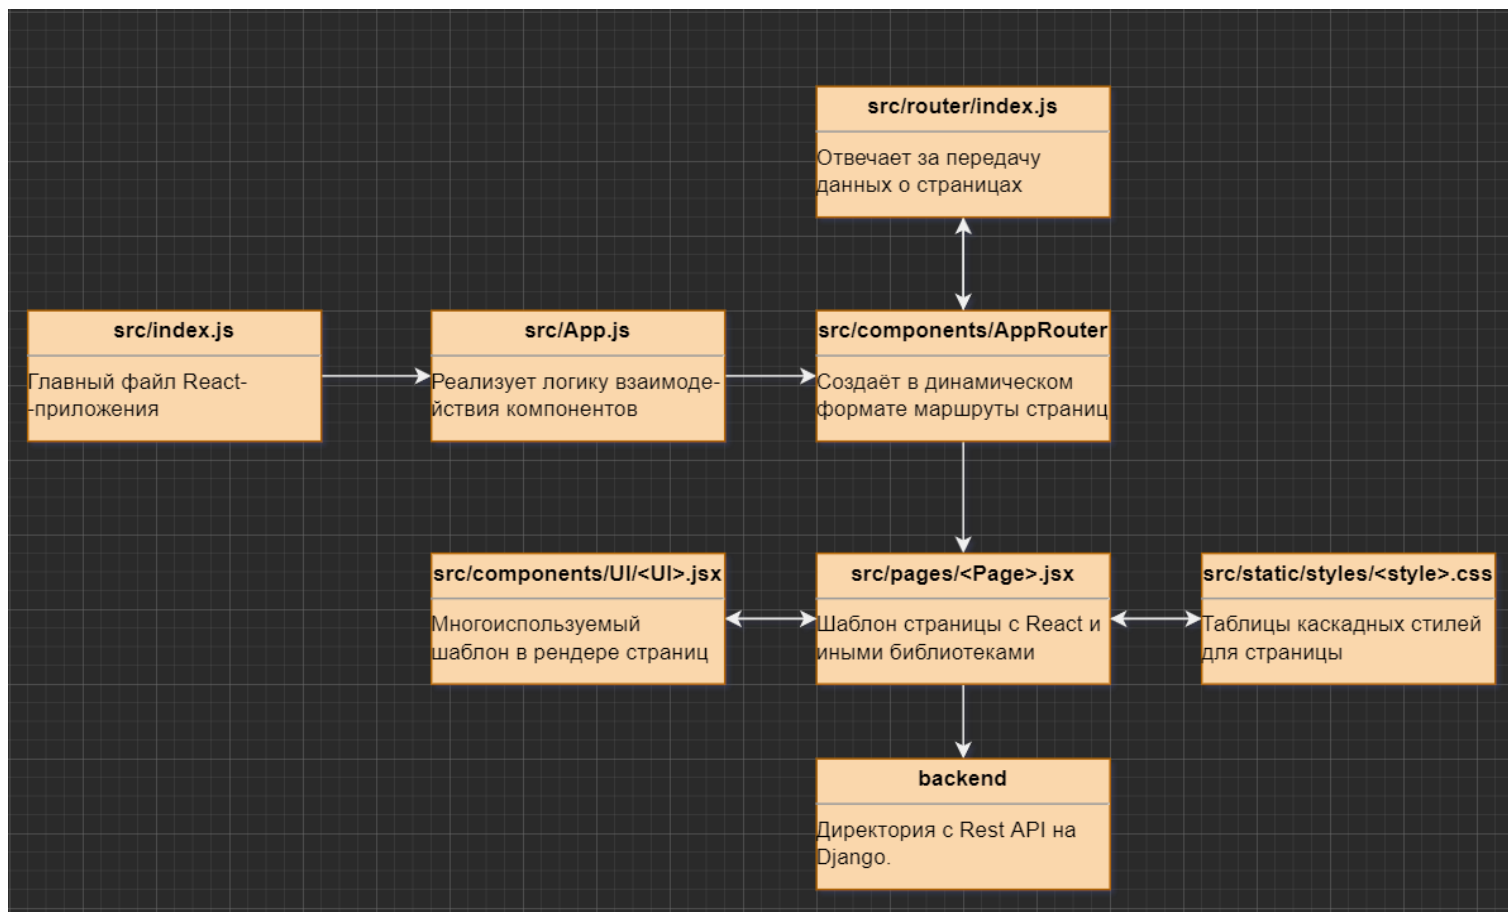 src/router/index.js
Отвечает за передачу
данных о страницах
src/index.js
Главный файл React-
-приложения
src/App.js
Реализует логику взаимоде-
йствия компонентов
src/components/AppRouter
Создаёт в динамическом
формате маршруты страниц
src/components/UI/<UI>.jsx
Многоиспользуемый
шаблон в рендере страниц
src/pages/<Page>.jsx
Шаблон страницы с React и
иными библиотеками
src/static/styles/<style>.css
Таблицы каскадных стилей
для страницы
backend
Директория с Rest API на
Django.